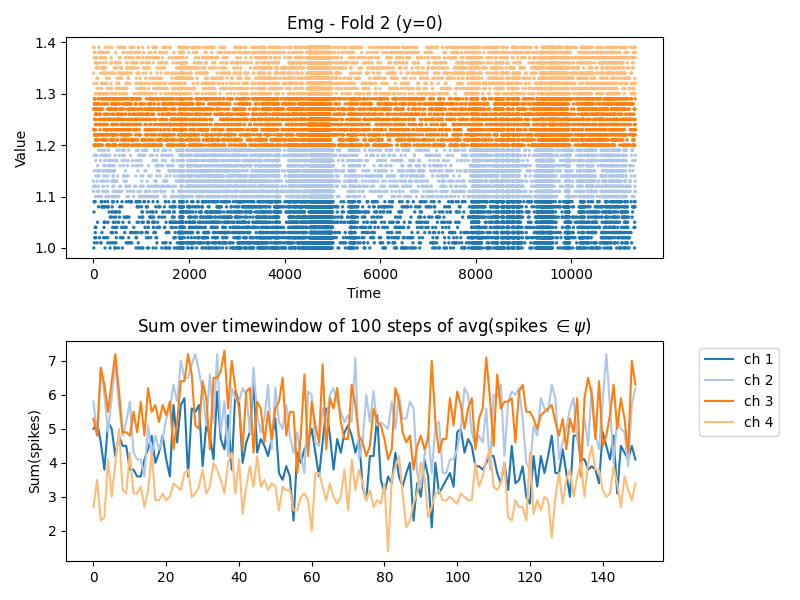 Emg - Fold 2 (y=0)
Value
1.4
1.3
1.2
1.1
1.0
0 2000 4000 6000 8000 10000
Time
Sum over timewindow of 100 steps of avg(spikes ∈ ψ)
Sum(spikes)
7
6
5
4
3
2
0 20 40 60 80 100 120 140
ch 1
ch 2
ch 3
ch 4